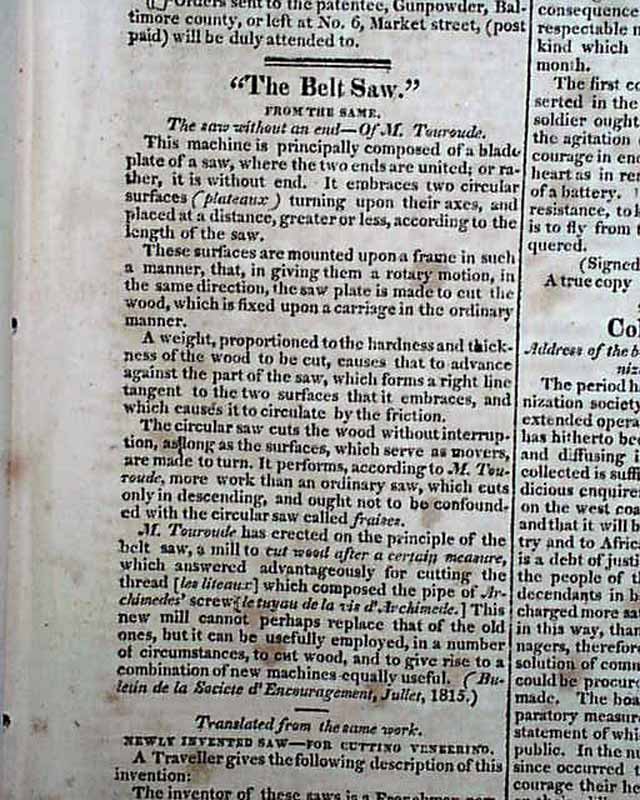 Orders sent to the patentee, Gunpowder, Bal-
timore county, or left at No. 6, Market street, (post
paid) will be duly attended to.
“The Belt Saw.”
FROM THE SAME.
The saw without an end—Of M. Touroude.
This machine is principally composed of a blade
plate of a saw, where the two ends are united; or ra-
ther, it is without end. It embraces two circular
surfaces (plateaux) turning upon their axes, and
placed at a distance, greater or less, according to the
length of the saw.
These surfaces are mounted upon a frame in such
a manner, that, in giving them a rotary motion, in
the same direction, the saw plate is made to cut the
wood, which is fixed upon a carriage in the ordinary
manner.
A weight, proportioned to the hardness and thick-
ness of the wood to be cut, causes that to advance
against the part of the saw, which forms a right line
tangent to the two surfaces that it embraces, and
which causes it to circulate by the friction.
The circular saw cuts the wood without interrup-
tion, as long as the surfaces, which serve as movers,
are made to turn. It performs, according to M. Tou-
roude, more work than an ordinary saw, which cuts
only in descending, and ought not to be confound-
ed with the circular saw called fraises.
M. Touroude has erected on the principle of the
belt saw, a mill to cut wood after a certain measure,
which answered advantageously for cutting the
thread [les liteaux] which composed the pipe of Ar-
chimedes' screw [le tuyau de la vis d'Archimede.] This
new mill cannot perhaps replace that of the old
ones, but it can be usefully employed, in a number
of circumstances, to cut wood, and to give rise to a
combination of new machines equally useful. (Bu-
letin de la Societe d'Encouragement, Jullet, 1815.)
Translated from the same work.
NEWLY INVENTED SAW—FOR CUTTING VENEERING.
A Traveller gives the following description of this
invention:
The inventor of these saws is a Frenchman
consequence
respectable
kind which
month.
The first
serted in the
soldier ought
the agitation
courage in
heart as in
of a battery.
resistance, to
is to fly from
quered.
(Signed
A true copy
Address of the
The period
nization society
extended opera
has hitherto
and diffusing
collected is
dicious enquire
on the west
and that it will
try and to Africa
is a debt of
the people of
decendants in
charged more
in this way, than
nagers, therefore
solution of
could be procure
made. The
paratory measure
statement of
public. In the
since occurred
courage their